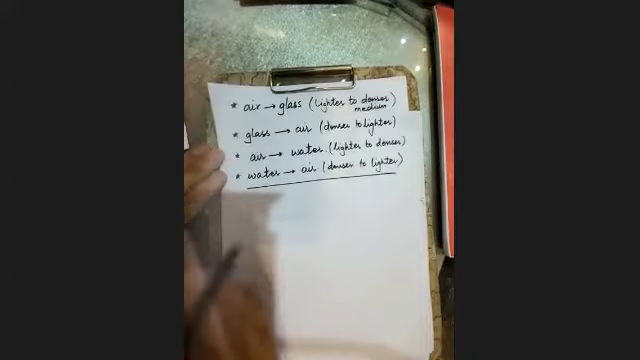 * air → glass (lighter to denser medium)
* glass → air (denser to lighter)
* air → water. (lighter to denser)
* water → air. (denser to lighter)